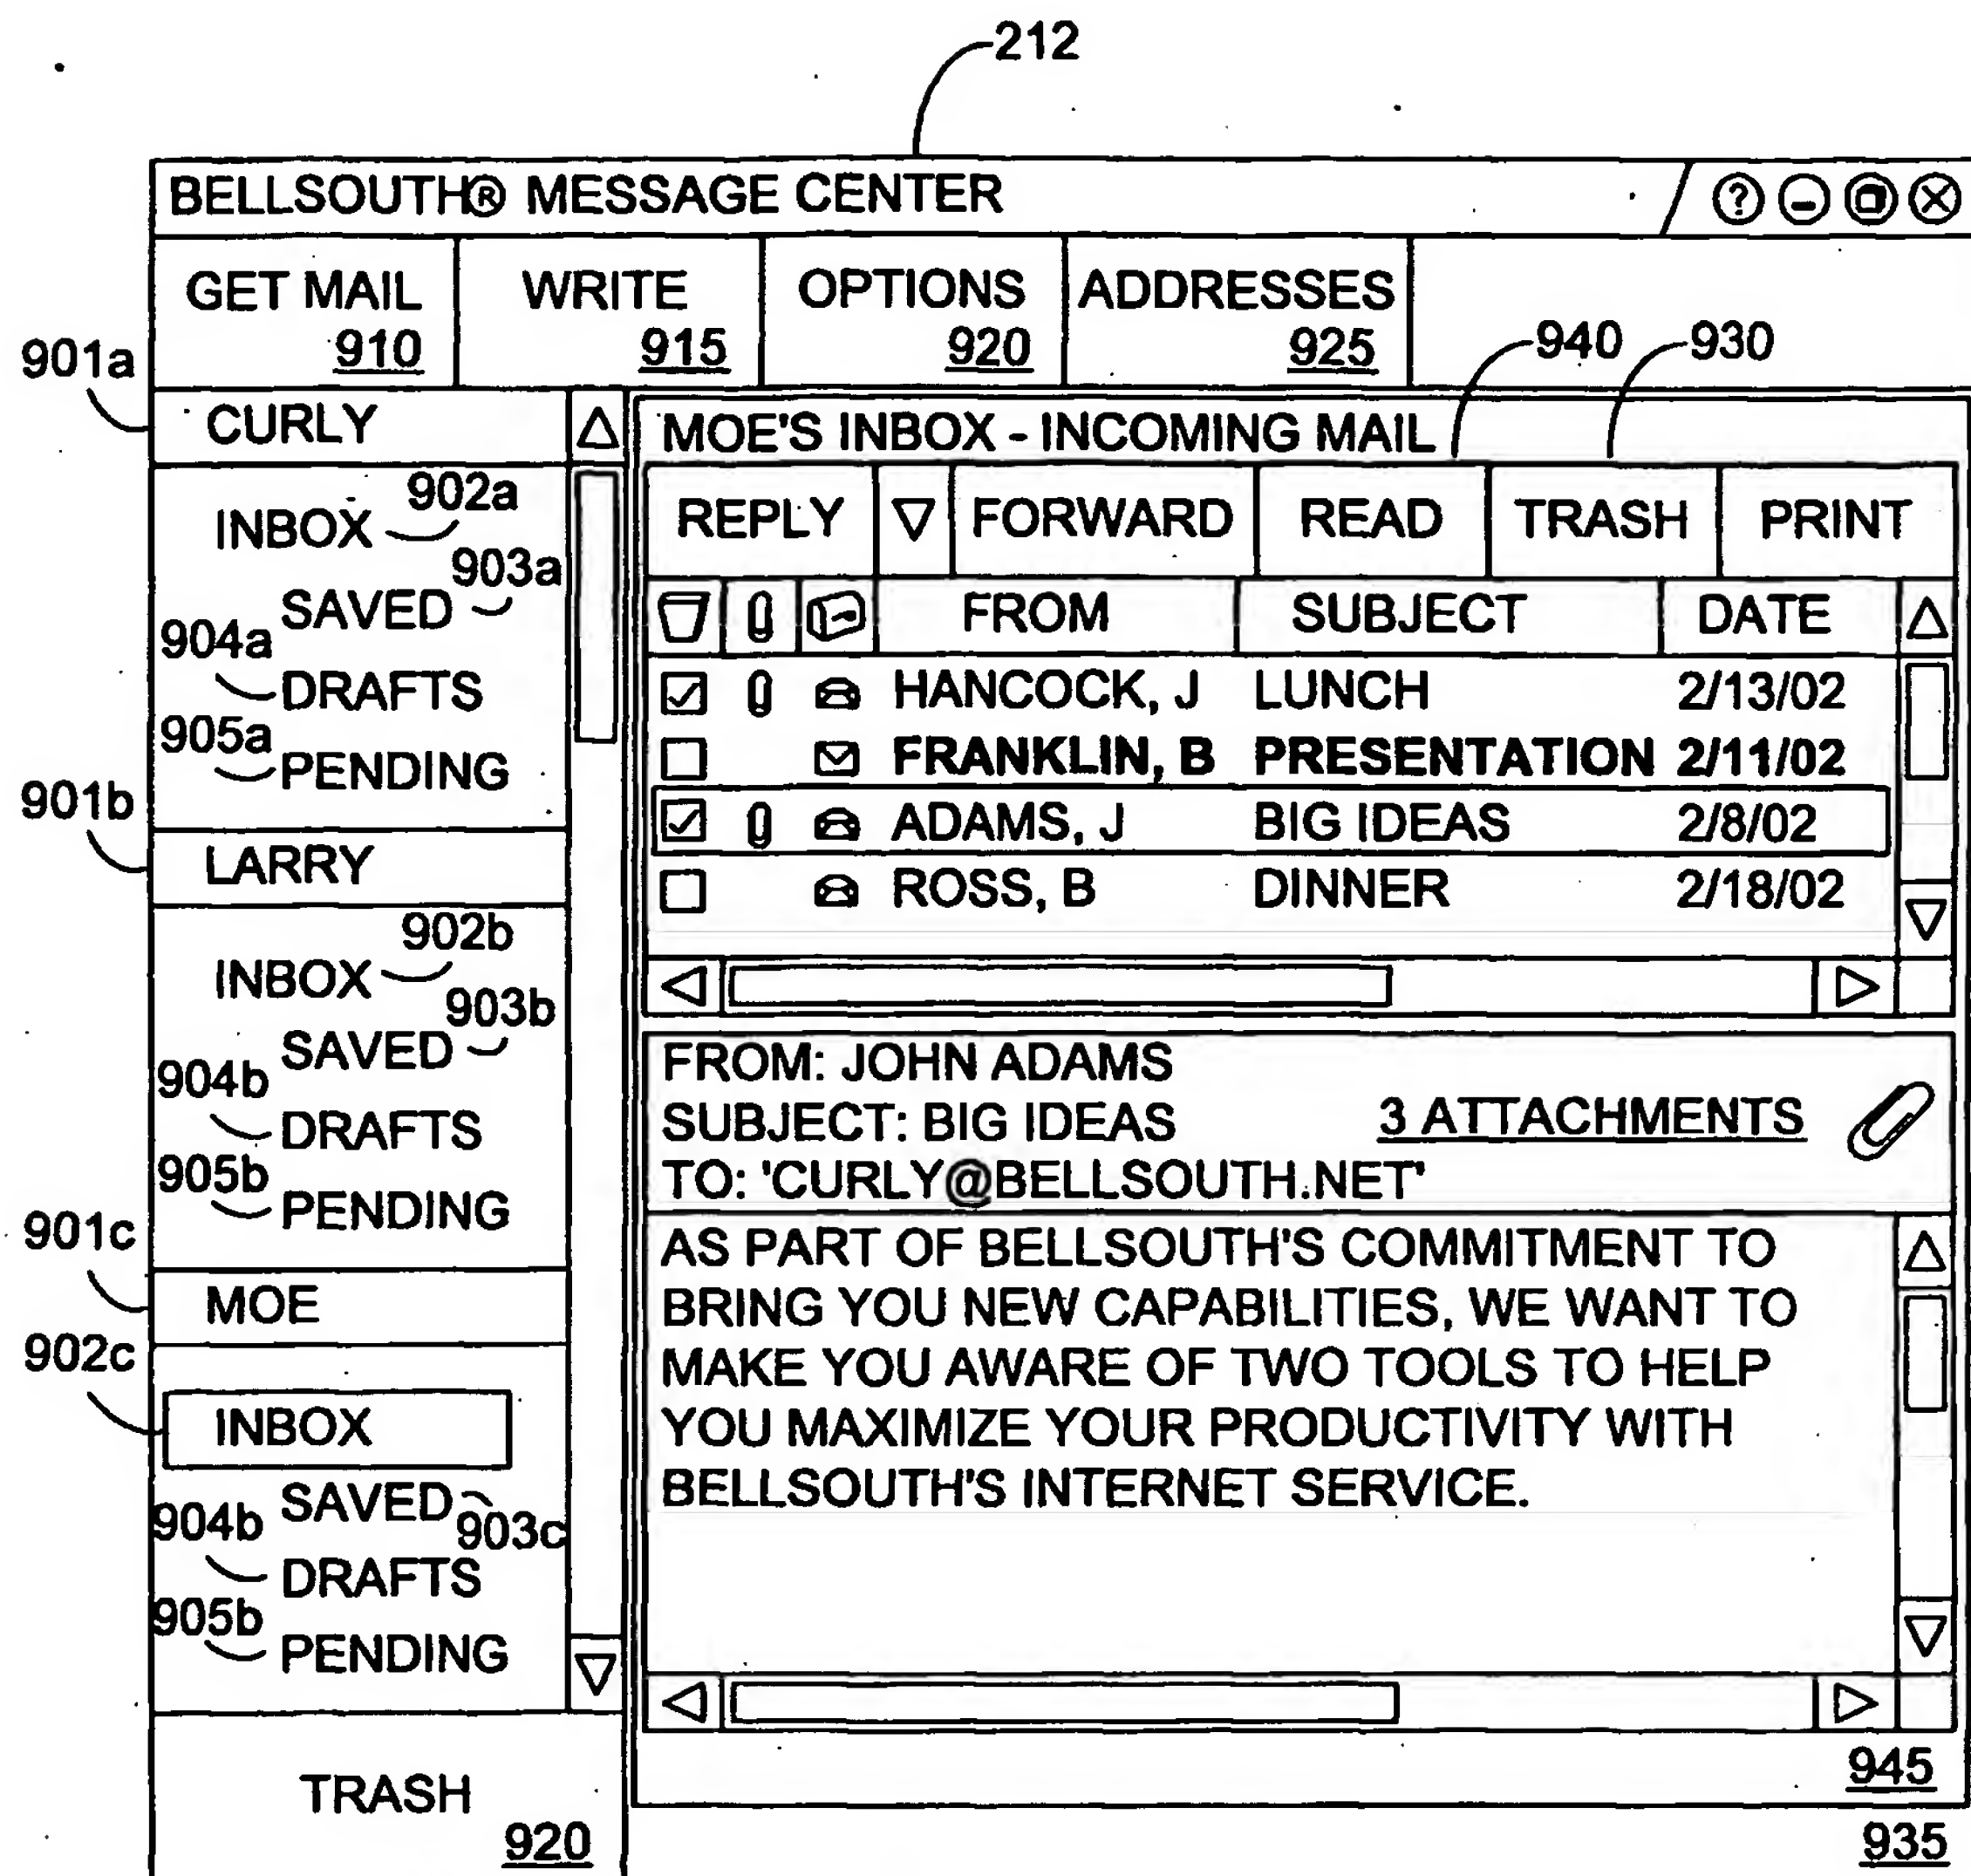 212
BELLSOUTH® MESSAGE CENTER
GET MAIL WRITE OPTIONS ADDRESSES
910 915 920 925
940 930
901a
CURLY
902a
INBOX
903a
SAVED
904a
DRAFTS
905a
PENDING
901b
LARRY
902b
INBOX
903b
SAVED
904b
DRAFTS
905b
PENDING
901c
MOE
902c
INBOX
SAVED
903c
904b
DRAFTS
905b
PENDING
TRASH
920
MOE'S INBOX - INCOMING MAIL
REPLY FORWARD READ TRASH PRINT
FROM SUBJECT DATE
HANCOCK, J LUNCH 2/13/02
FRANKLIN, B PRESENTATION 2/11/02
ADAMS, J BIG IDEAS 2/8/02
ROSS, B DINNER 2/18/02
FROM: JOHN ADAMS
SUBJECT: BIG IDEAS 3 ATTACHMENTS
TO: 'CURLY@BELLSOUTH.NET'
AS PART OF BELLSOUTH'S COMMITMENT TO
BRING YOU NEW CAPABILITIES, WE WANT TO
MAKE YOU AWARE OF TWO TOOLS TO HELP
YOU MAXIMIZE YOUR PRODUCTIVITY WITH
BELLSOUTH'S INTERNET SERVICE.
945
935